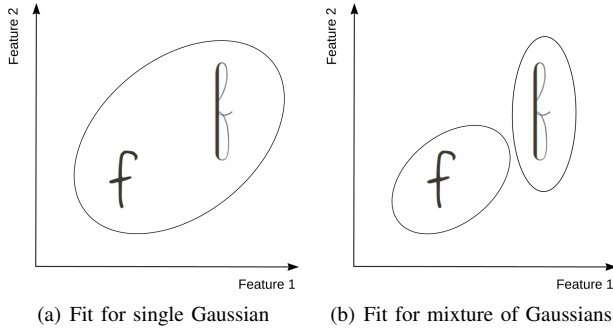 Feature 2
f
f
Feature 1
(a) Fit for single Gaussian
Feature 2
f
f
Feature 1
(b) Fit for mixture of Gaussians